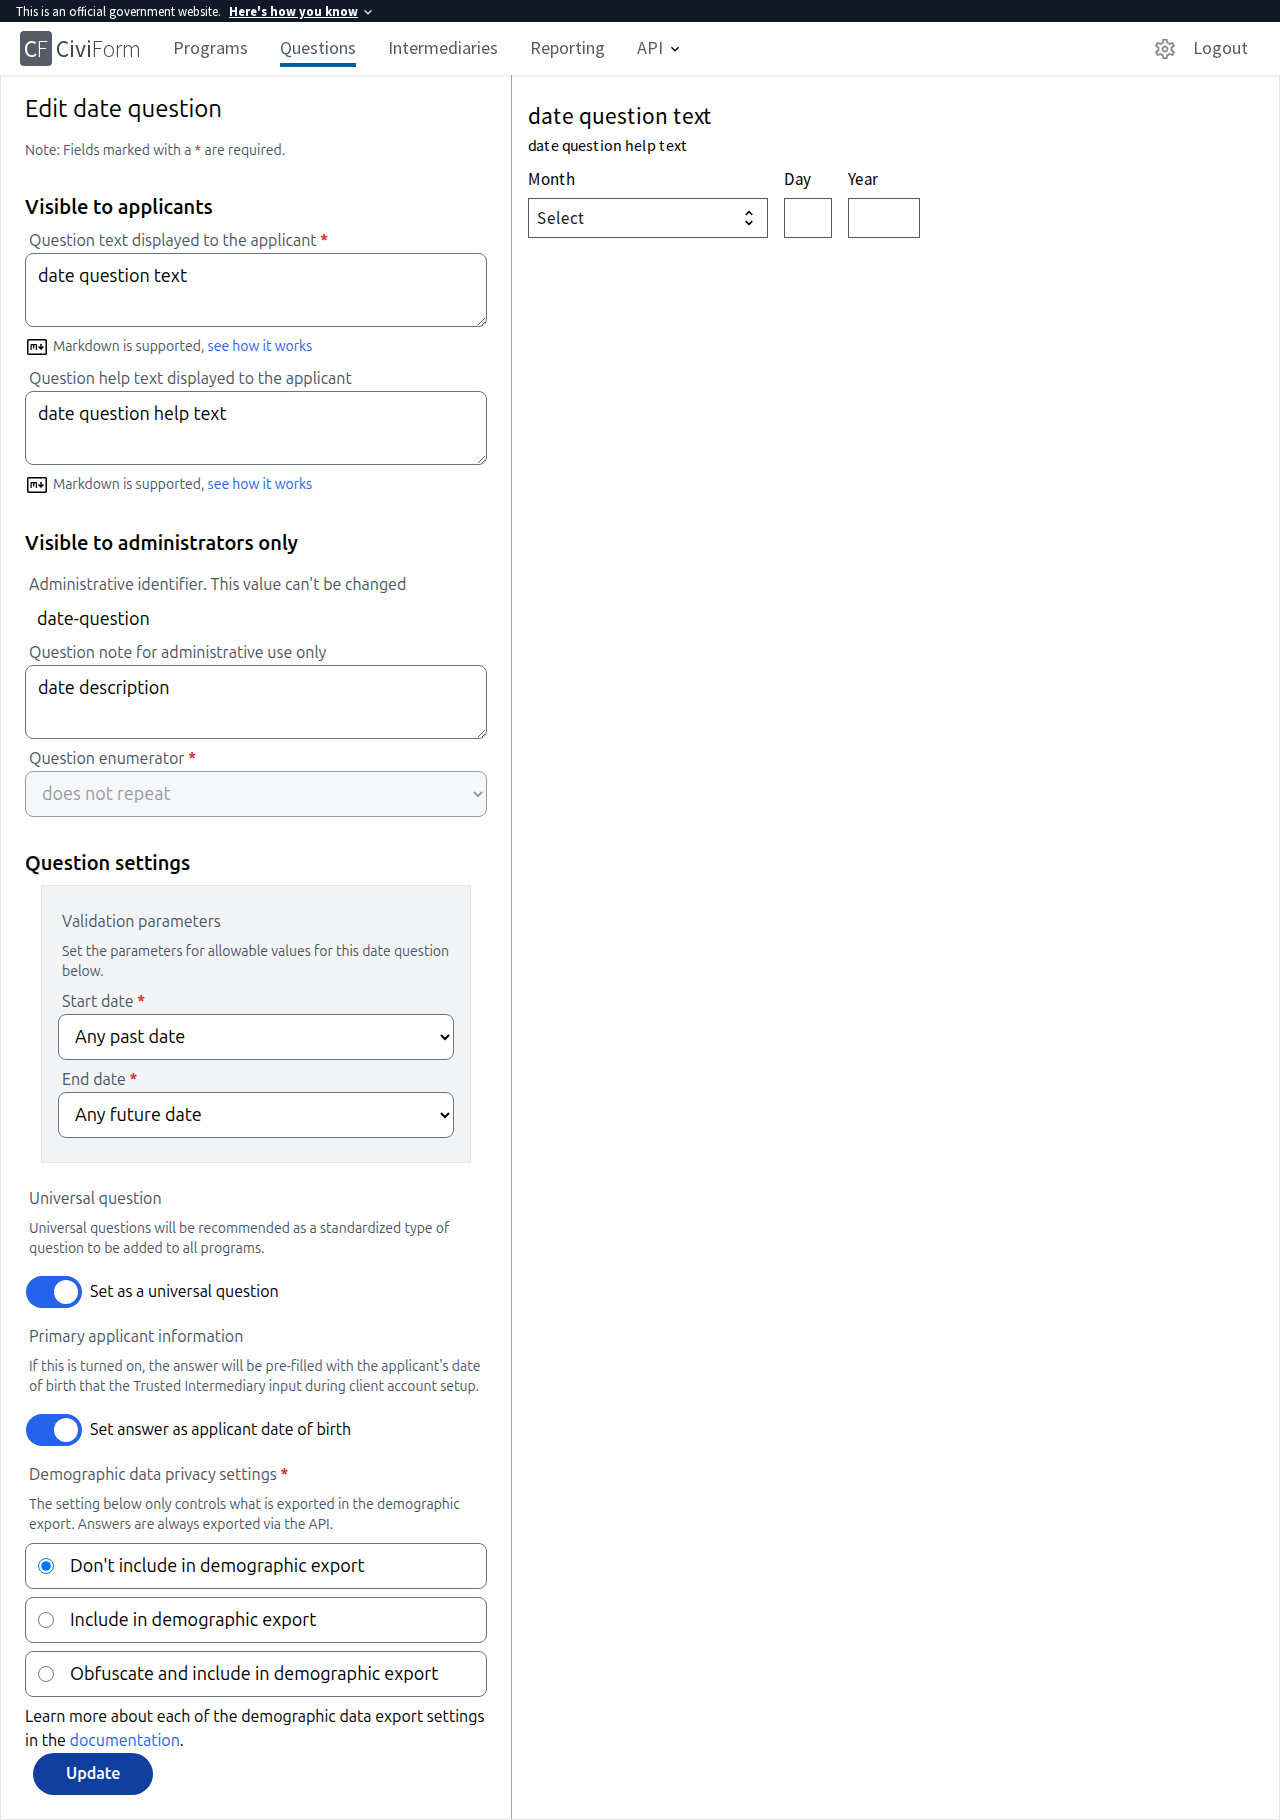 This is an official government website. Here's how you know
CF CiviForm Programs Questions Intermediaries Reporting API Logout
Edit date question
Note: Fields marked with a * are required.
Visible to applicants
Question text displayed to the applicant *
date question text
Markdown is supported, see how it works
Question help text displayed to the applicant
date question help text
Markdown is supported, see how it works
Visible to administrators only
Administrative identifier. This value can't be changed
date-question
Question note for administrative use only
date description
Question enumerator *
does not repeat
Question settings
Validation parameters
Set the parameters for allowable values for this date question
below.
Start date *
Any past date
End date *
Any future date
Universal question
Universal questions will be recommended as a standardized type of
question to be added to all programs.
Set as a universal question
Primary applicant information
If this is turned on, the answer will be pre-filled with the applicant's date
of birth that the Trusted Intermediary input during client account setup.
Set answer as applicant date of birth
Demographic data privacy settings *
The setting below only controls what is exported in the demographic
export. Answers are always exported via the API.
Don't include in demographic export
Include in demographic export
Obfuscate and include in demographic export
Learn more about each of the demographic data export settings
in the documentation.
Update
date question text
date question help text
Month Day Year
Select